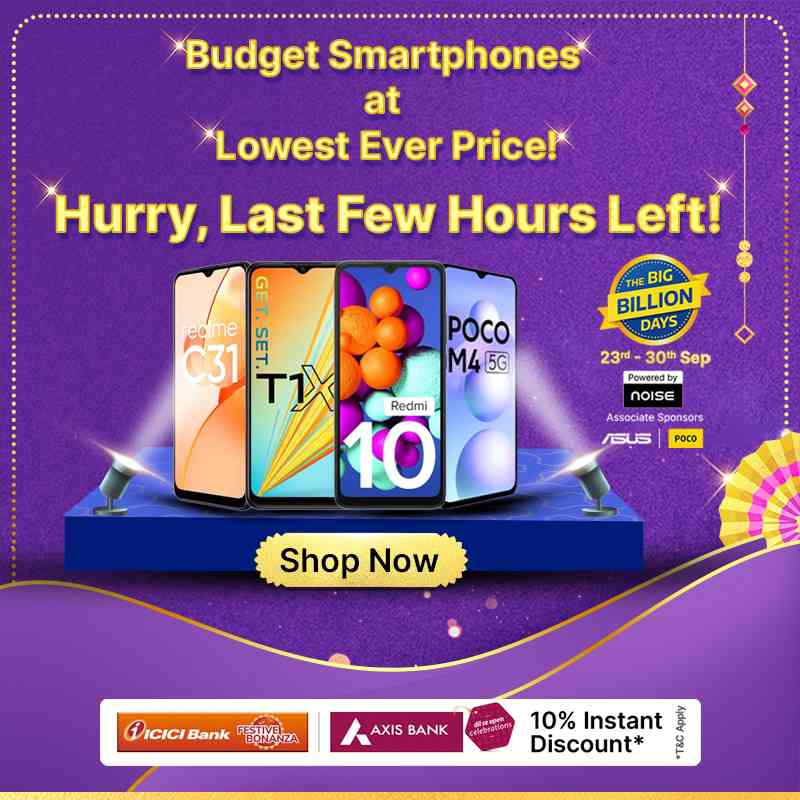 Budget Smartphones
at
Lowest Ever Price!
Hurry, Last Few Hours Left!
realme
C31
GET. SET.
T1X
Redmi
10
POCO
M4 5G
THE BIG
BILLION
DAYS
23rd - 30th Sep
Powered by
noise
Associate Sponsors
ASUS
POCO
Shop Now
ICICI Bank
FESTIVE
BONANZA
AXIS BANK
dil se open
celebrations
10% Instant
Discount*
*T&C Apply